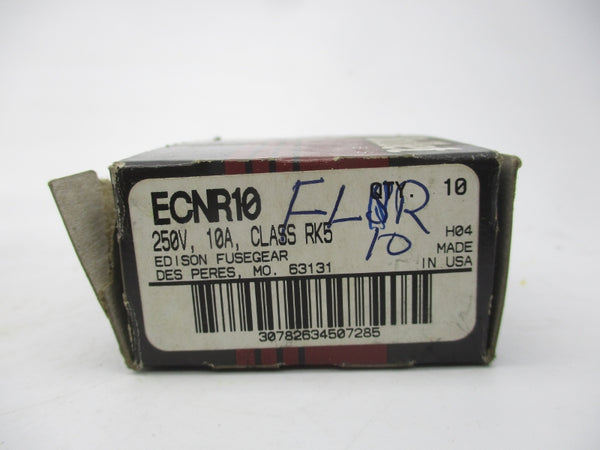 ECNR10
QTY. 10
FLNR
10
250V, 10A, CLASS RK5
H04
EDISON FUSEGEAR
MADE
DES PERES, MO. 63131
IN USA
30782634507285